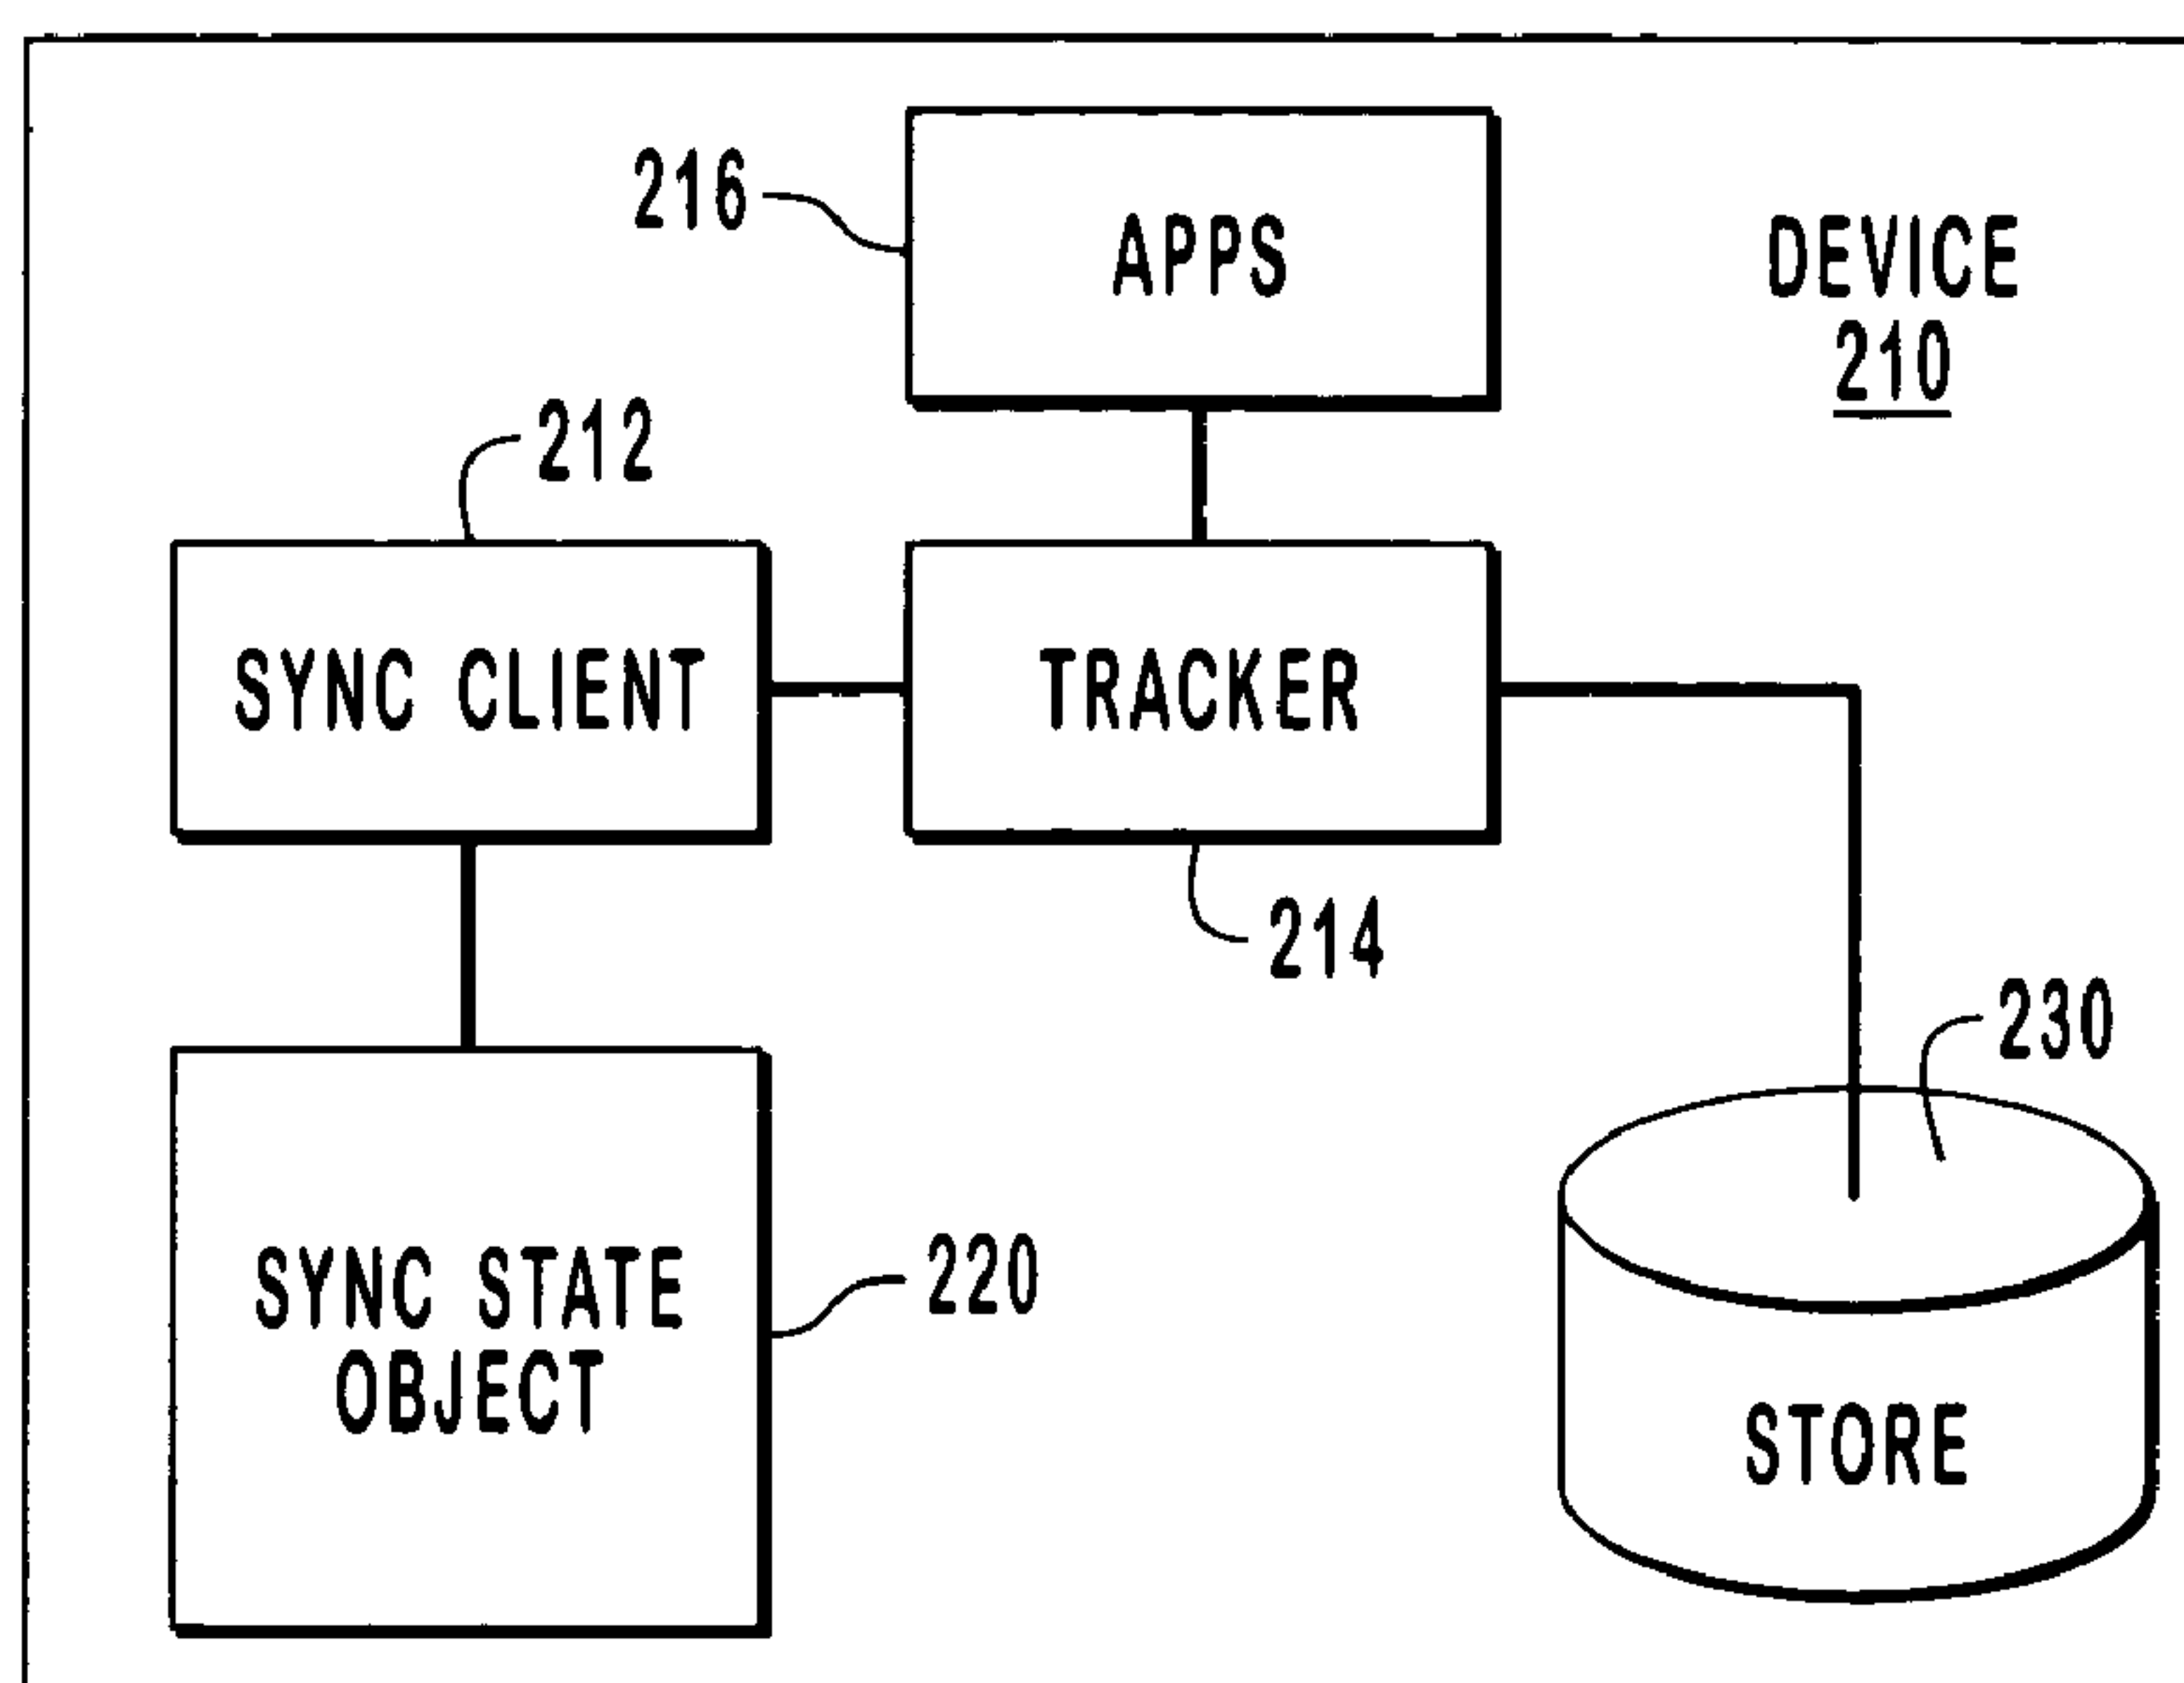 216
APPS
DEVICE
210
212
SYNC CLIENT
TRACKER
214
230
SYNC STATE
OBJECT
220
STORE